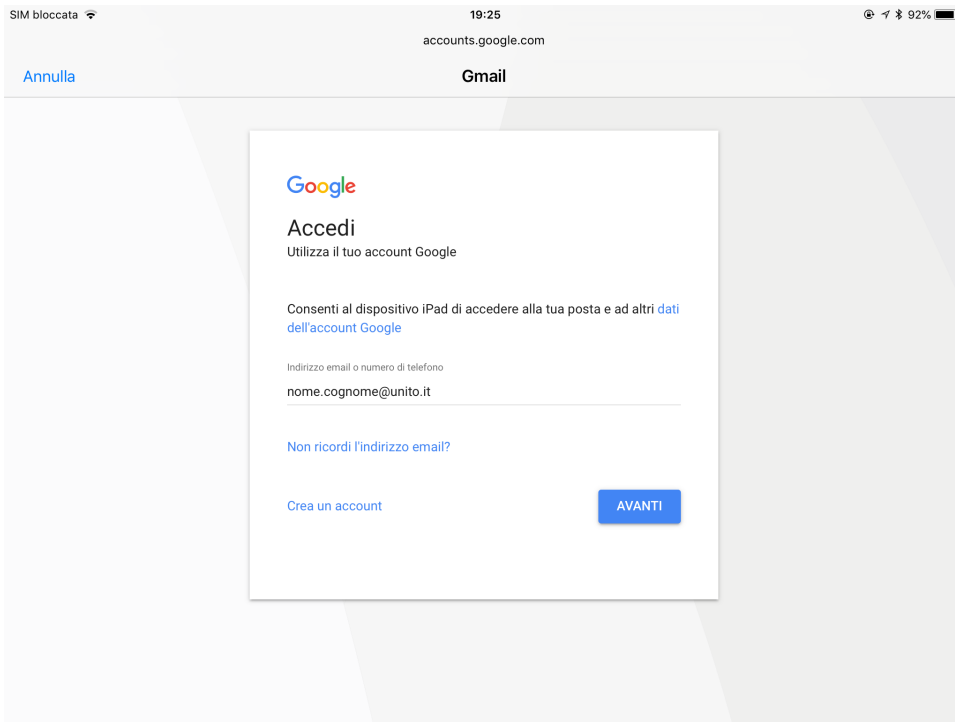 SIM bloccata 19:25 92%
accounts.google.com
Annulla Gmail
Google
Accedi
Utilizza il tuo account Google
Consenti al dispositivo iPad di accedere alla tua posta e ad altri dati
dell'account Google
Indirizzo email o numero di telefono
nome.cognome@unito.it
Non ricordi l'indirizzo email?
Crea un account AVANTI